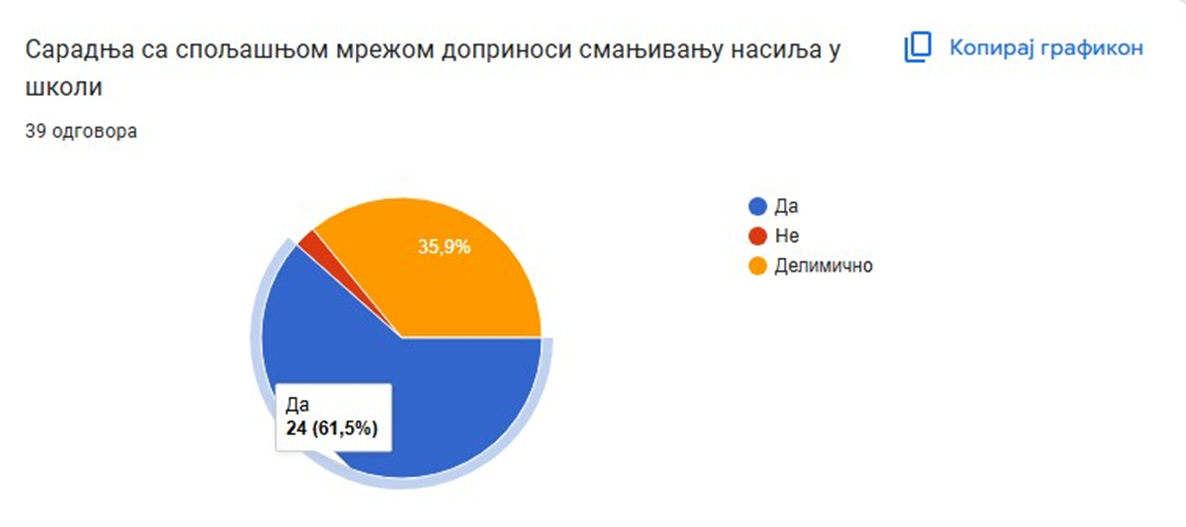 Сарадња са спољашњом мрежом доприноси смањивању насиља у
школи
Копирај графикон
39 одговора
35,9%
Да
Не
Делимично
Да
24 (61,5%)